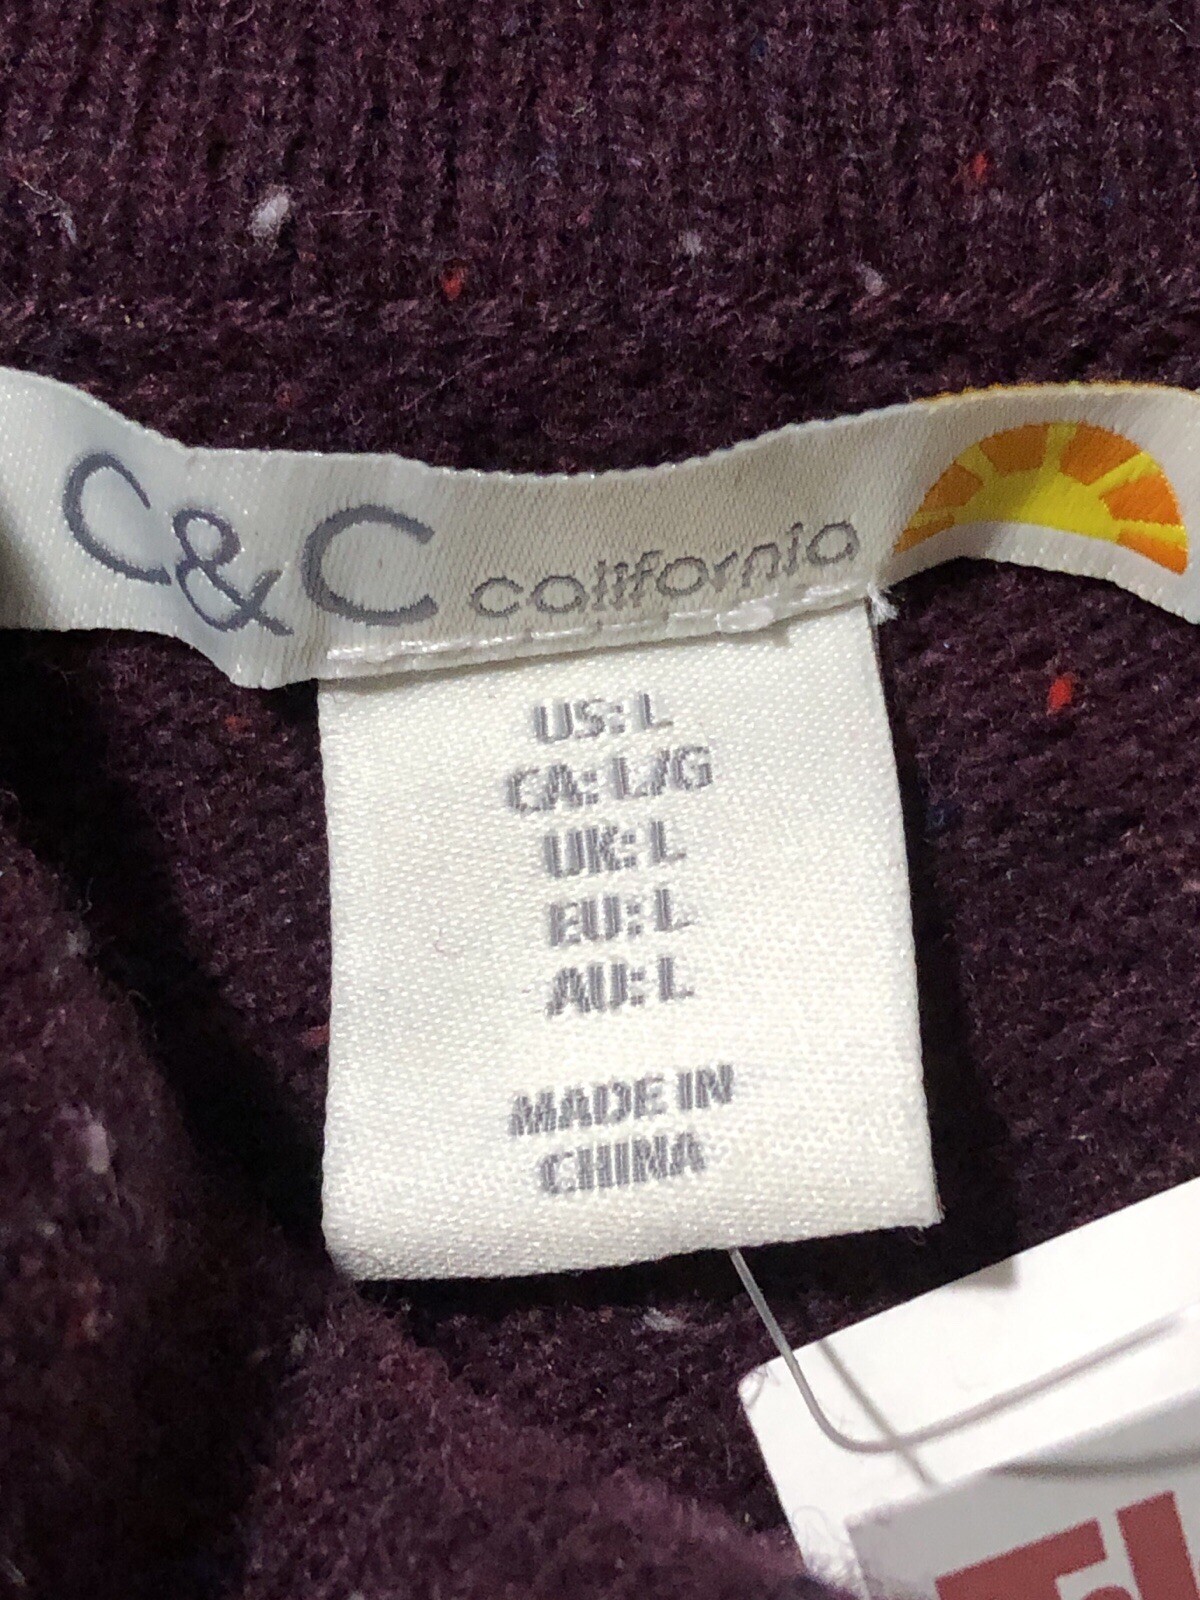 C&C california
US: L
CA: L/G
UK: L
EU: L
AU: L
MADE IN
CHINA